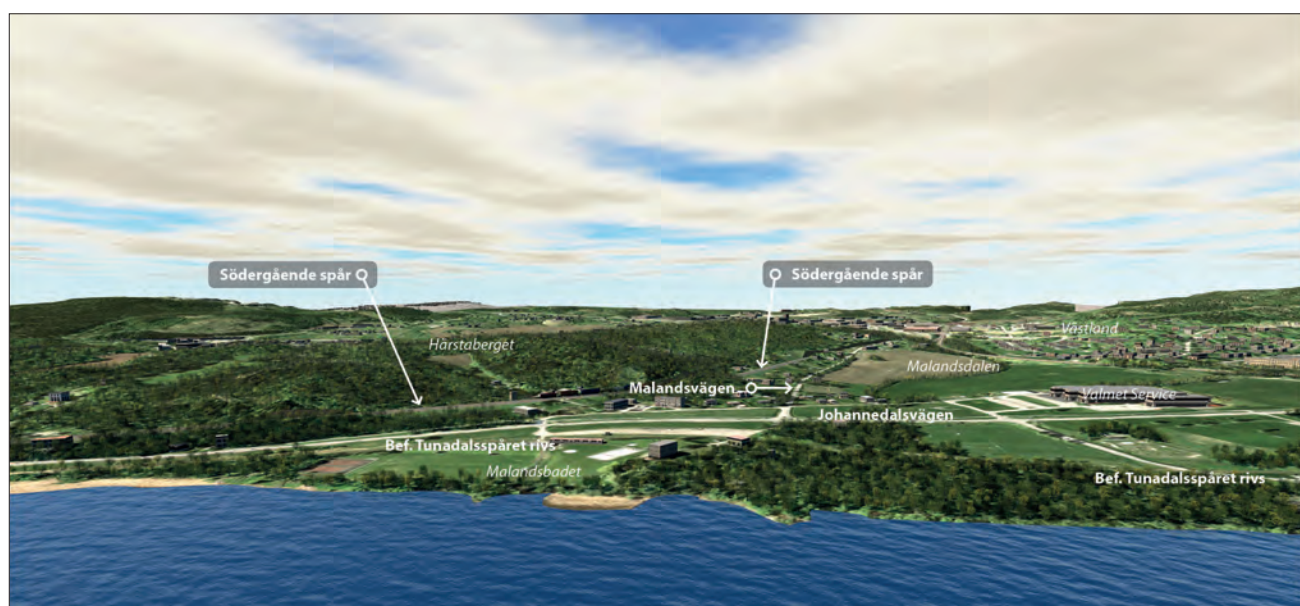 Södergående spår
Södergående spår
Västland
Hårstaberget
Malandsdalen
Malandsvägen
Valmet Service
Johannedalsvägen
Bef. Tunadalsspåret rivs
Malandsbadet
Bef. Tunadalsspåret rivs